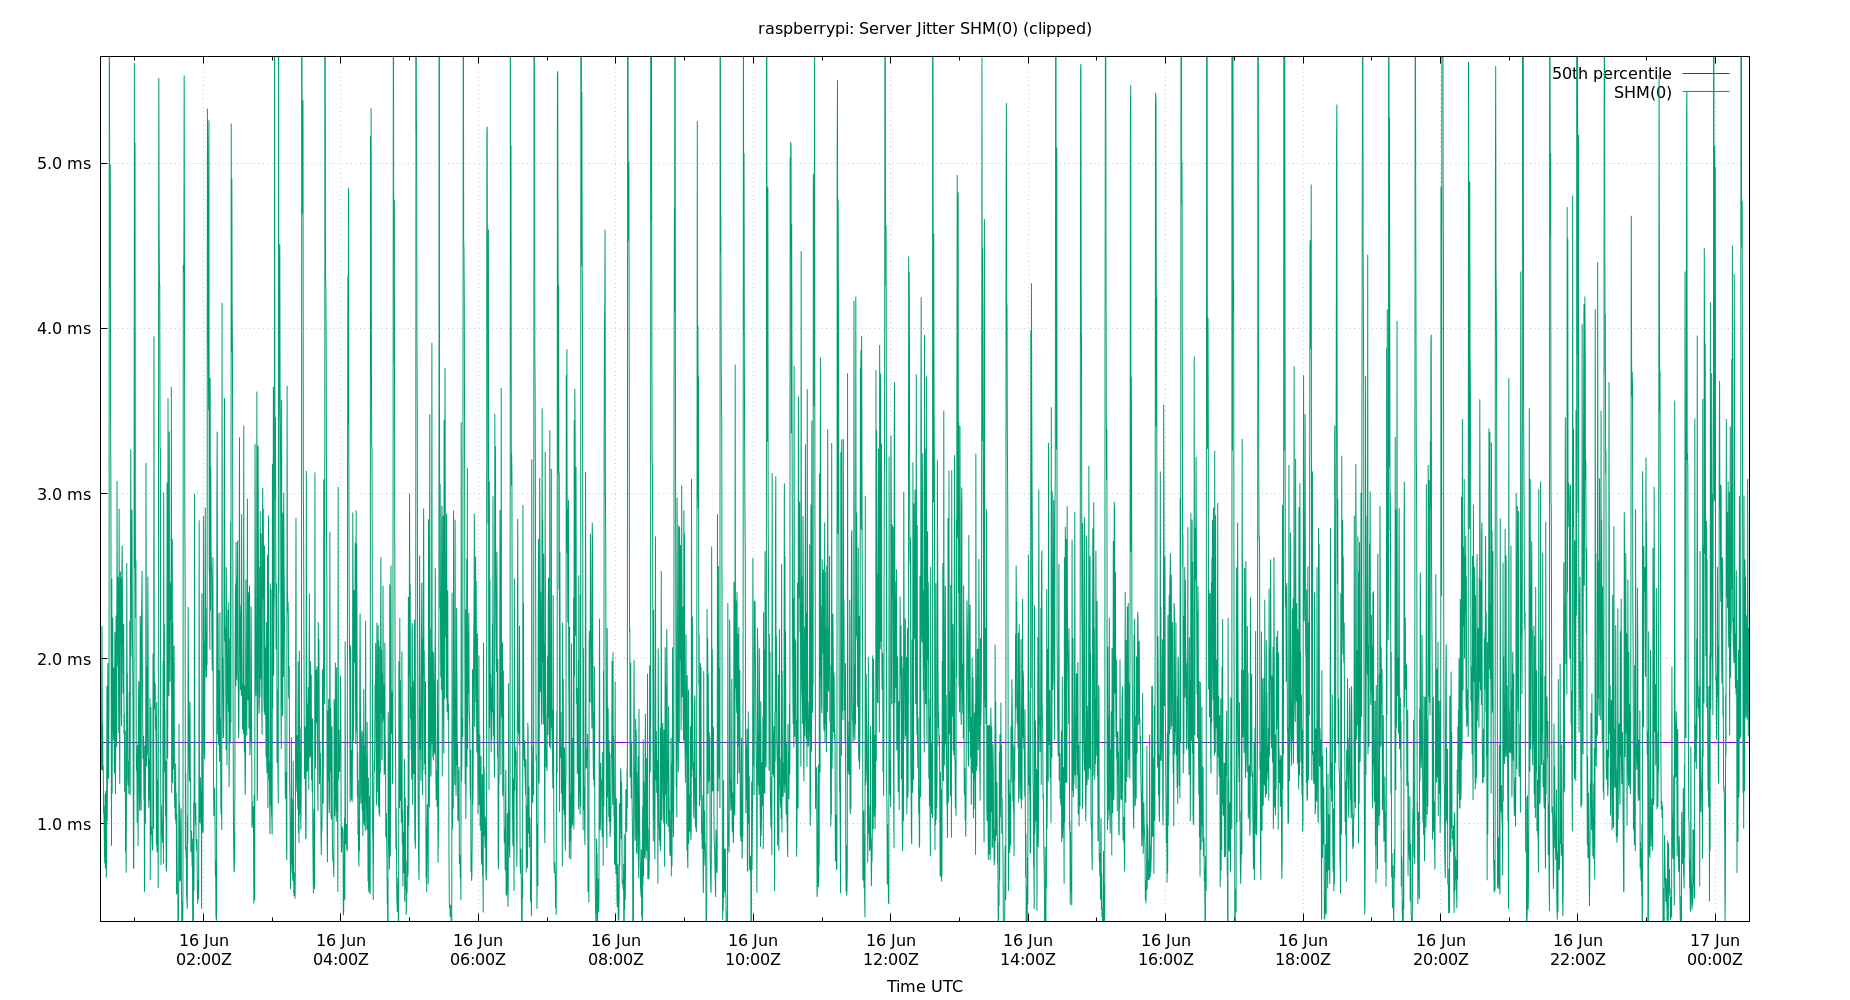 raspberrypi: Server Jitter SHM(0) (clipped)
50th percentile
SHM(0)
5.0 ms
4.0 ms
3.0 ms
2.0 ms
1.0 ms
16 Jun 16 Jun 16 Jun 16 Jun 16 Jun 16 Jun 16 Jun 16 Jun 16 Jun 16 Jun 16 Jun 17 Jun
02:00Z 04:00Z 06:00Z 08:00Z 10:00Z 12:00Z 14:00Z 16:00Z 18:00Z 20:00Z 22:00Z 00:00Z
Time UTC